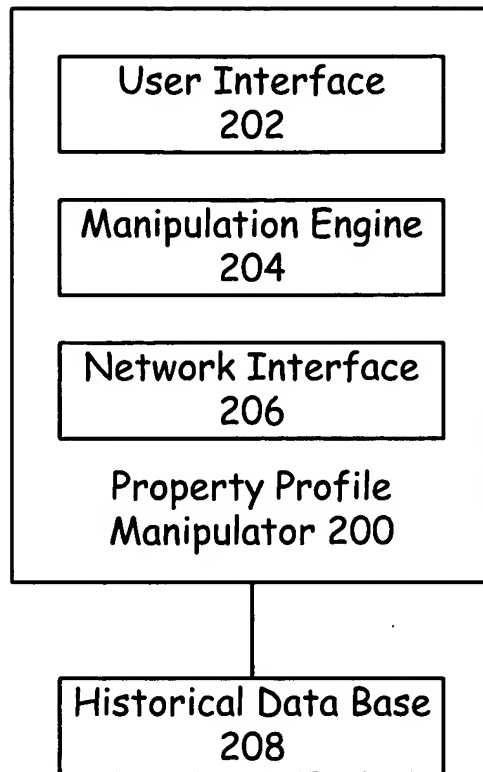 User Interface
202
Manipulation Engine
204
Network Interface
206
Property Profile
Manipulator 200
Historical Data Base
208